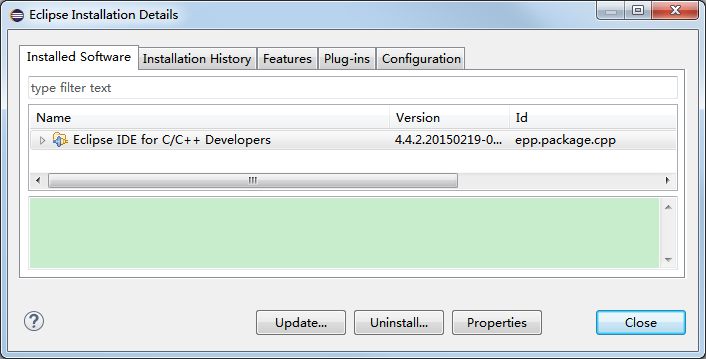 Eclipse Installation Details
Installed Software Installation History Features Plug-ins Configuration
type filter text
Name Version Id
Eclipse IDE for C/C++ Developers 4.4.2.20150219-0... epp.package.cpp
Update... Uninstall... Properties Close